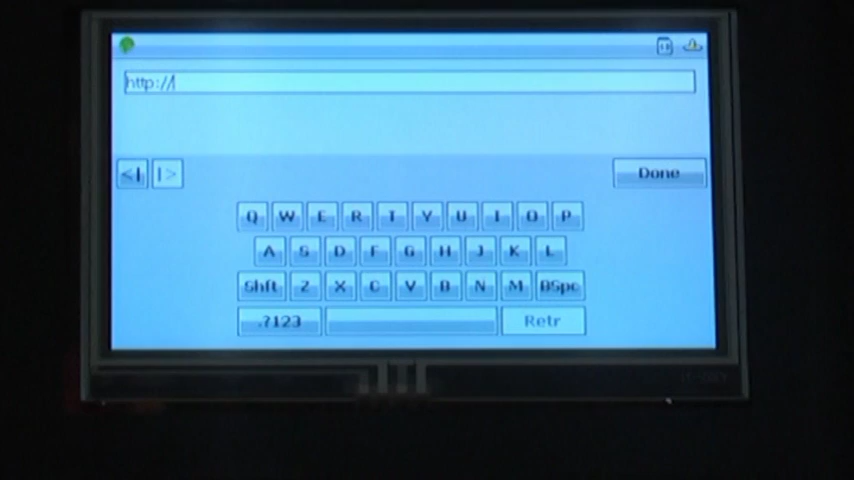 http://
<| |> Done
Q W E R T Y U I O P
A S D F G H J K L
Shft Z X C V B N M BSpc
.?123 Retr